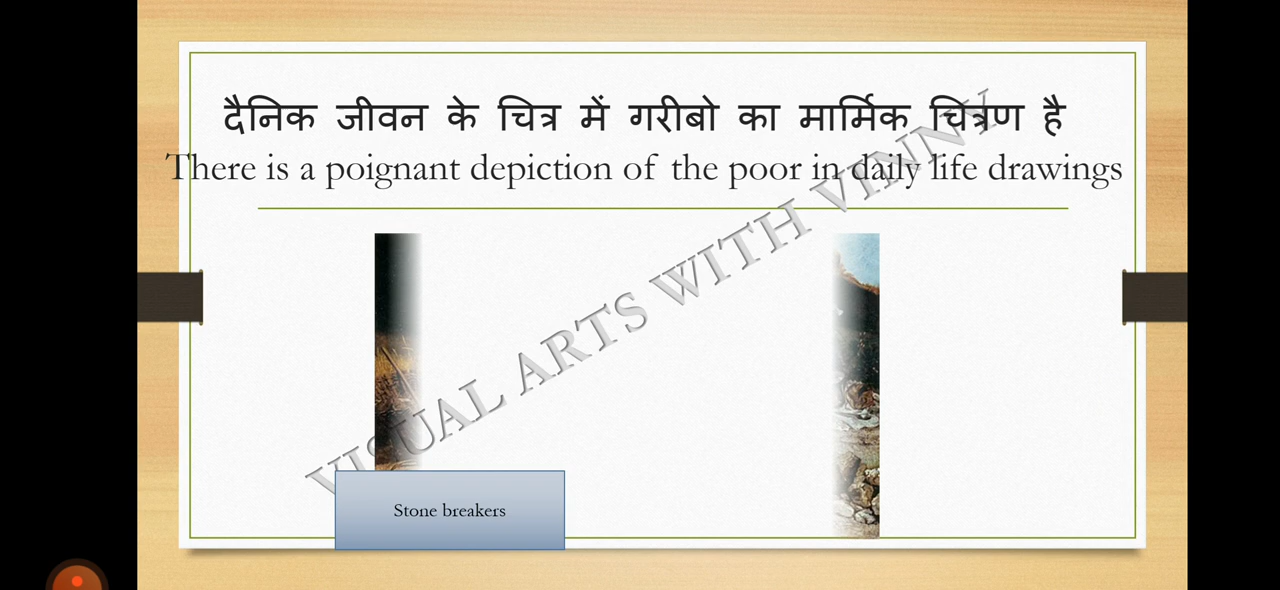 दैनिक जीवन के चित्र में गरीबो का मार्मिक चित्रण है
There is a poignant depiction of the poor in daily life drawings
VISUAL ARTS WITH VINNY
Stone breakers